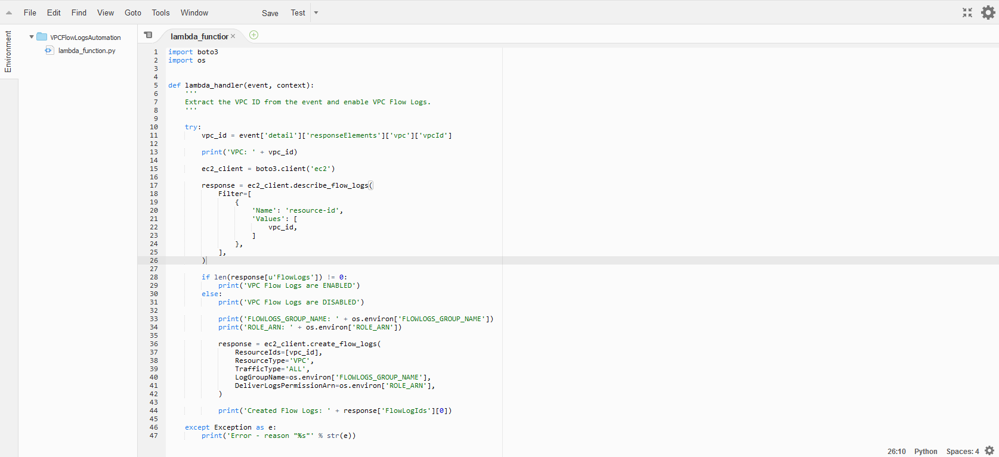 File Edit Find View Goto Tools Window Save Test
Environment
VPCFlowLogsAutomation
lambda_function.py
lambda_functior ×
1 import boto3
2 import os
3
4
5 def lambda_handler(event, context):
6     '''
7     Extract the VPC ID from the event and enable VPC Flow Logs.
8     '''
9
10     try:
11         vpc_id = event['detail']['responseElements']['vpc']['vpcId']
12
13         print('VPC: ' + vpc_id)
14
15         ec2_client = boto3.client('ec2')
16
17         response = ec2_client.describe_flow_logs(
18             Filter=[
19                 {
20                     'Name': 'resource-id',
21                     'Values': [
22                         vpc_id,
23                     ]
24                 },
25             ],
26         )
27
28         if len(response[u'FlowLogs']) != 0:
29             print('VPC Flow Logs are ENABLED')
30         else:
31             print('VPC Flow Logs are DISABLED')
32
33             print('FLOWLOGS_GROUP_NAME: ' + os.environ['FLOWLOGS_GROUP_NAME'])
34             print('ROLE_ARN: ' + os.environ['ROLE_ARN'])
35
36             response = ec2_client.create_flow_logs(
37                 ResourceIds=[vpc_id],
38                 ResourceType='VPC',
39                 TrafficType='ALL',
40                 LogGroupName=os.environ['FLOWLOGS_GROUP_NAME'],
41                 DeliverLogsPermissionArn=os.environ['ROLE_ARN'],
42             )
43
44             print('Created Flow Logs: ' + response['FlowLogIds'][0])
45
46     except Exception as e:
47         print('Error - reason "%s"' % str(e))
26:10 Python Spaces: 4